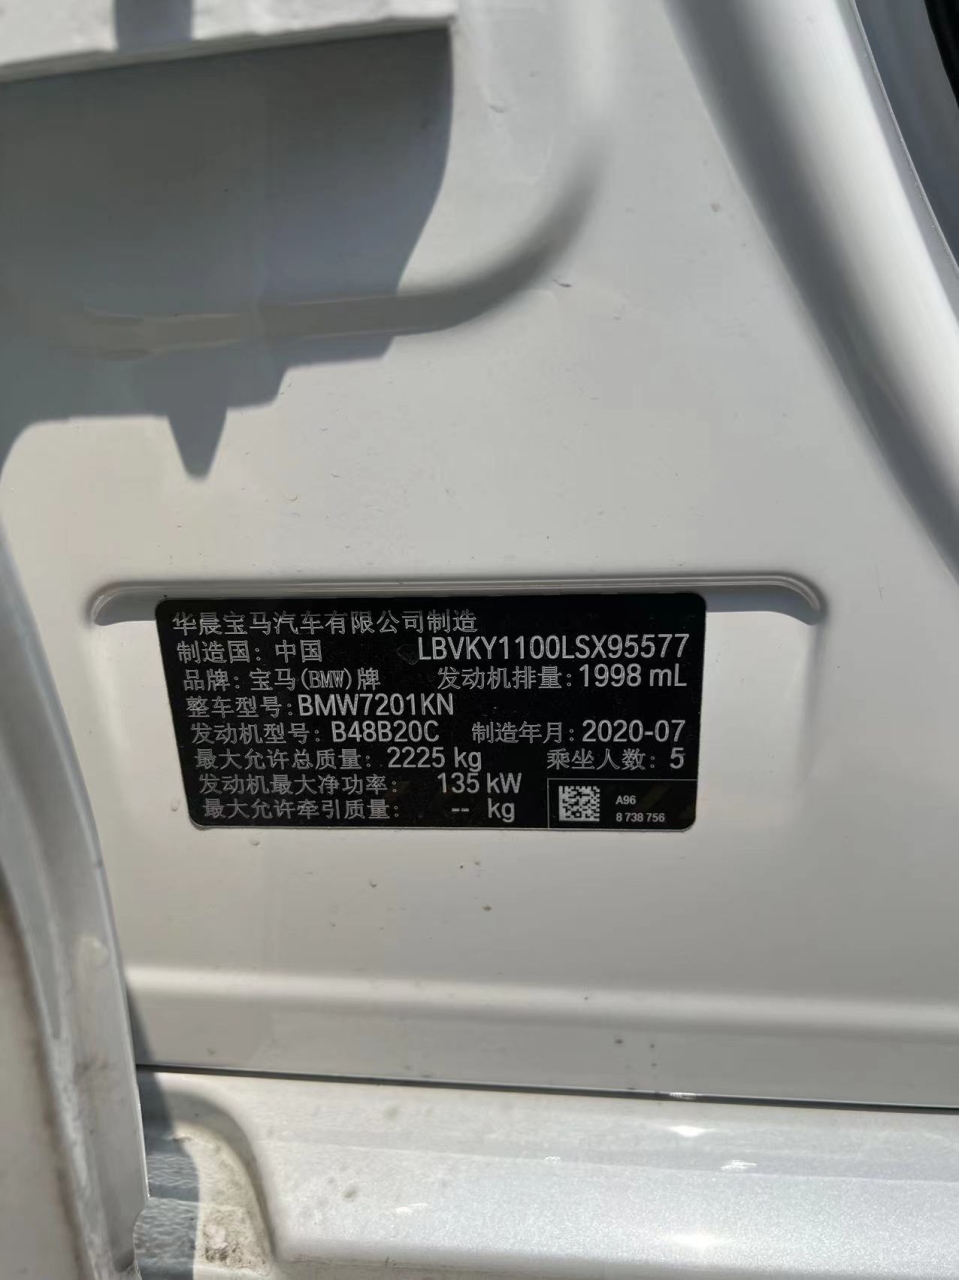 华晨宝马汽车有限公司制造
制造国：中国 LBVKY1100LSX95577
品牌：宝马(BMW)牌 发动机排量：1998 mL
整车型号：BMW7201KN
发动机型号：B48B20C 制造年月：2020-07
最大允许总质量：2225 kg 乘坐人数：5
发动机最大净功率：135 kW
最大允许牵引质量：-- kg
A96
8 738 756